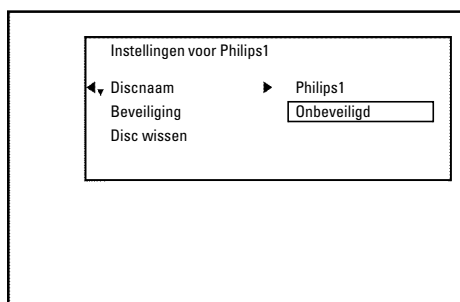 Instellingen voor Philips1
Discnaam Philips1
Beveiliging Onbeveiligd
Disc wissen